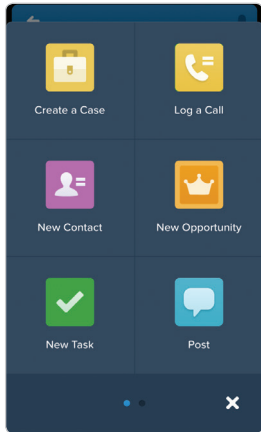 Create a Case
Log a Call
New Contact
New Opportunity
New Task
Post